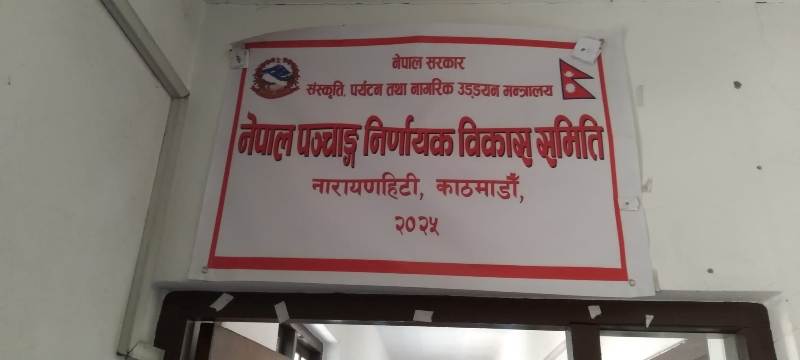 नेपाल सरकार
संस्कृति, पर्यटन तथा नागरिक उड्डयन मन्त्रालय
नेपाल पञ्चाङ्ग निर्णायक विकास समिति
नारायणहिटी, काठमाडौँ,
२०२५